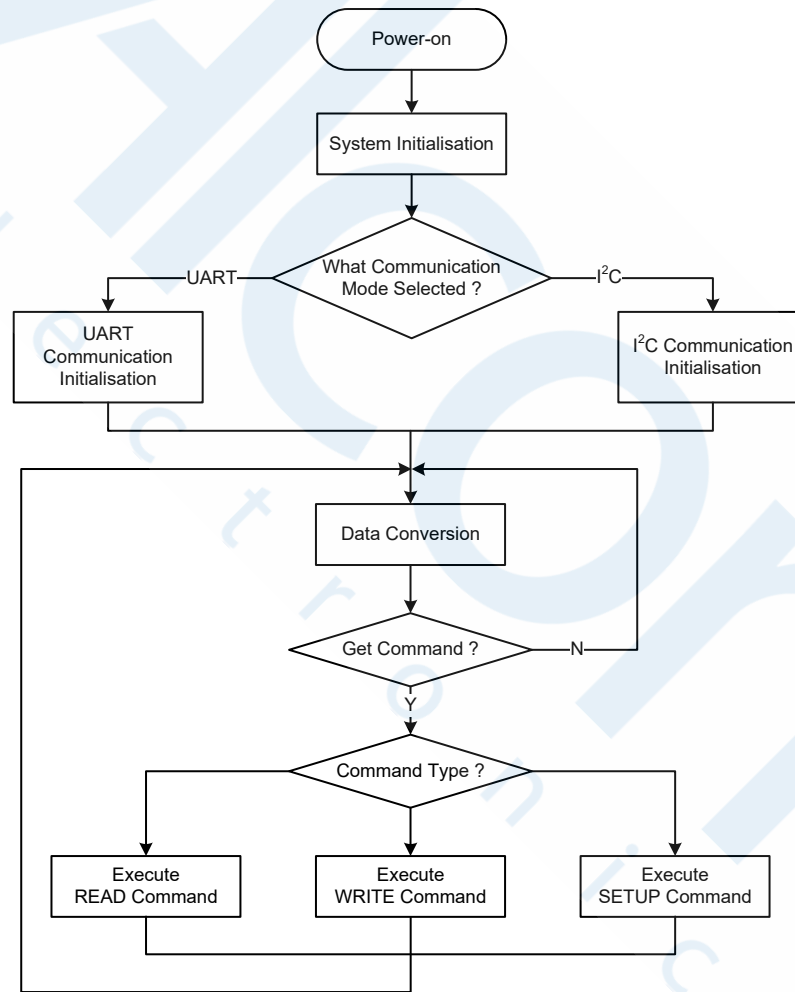 Power-on
System Initialisation
What Communication
Mode Selected ?
UART
I²C
UART
Communication
Initialisation
I²C Communication
Initialisation
Data Conversion
Get Command ?
N
Y
Command Type ?
Execute
READ Command
Execute
WRITE Command
Execute
SETUP Command